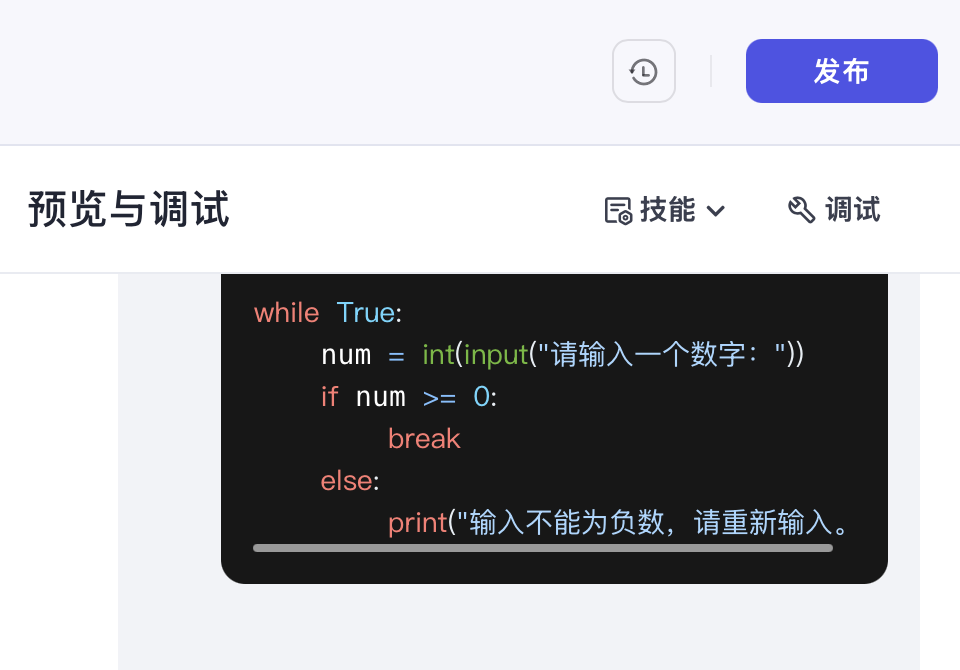 发布
预览与调试 技能 调试
while True:
    num = int(input("请输入一个数字："))
    if num >= 0:
        break
    else:
        print("输入不能为负数，请重新输入。